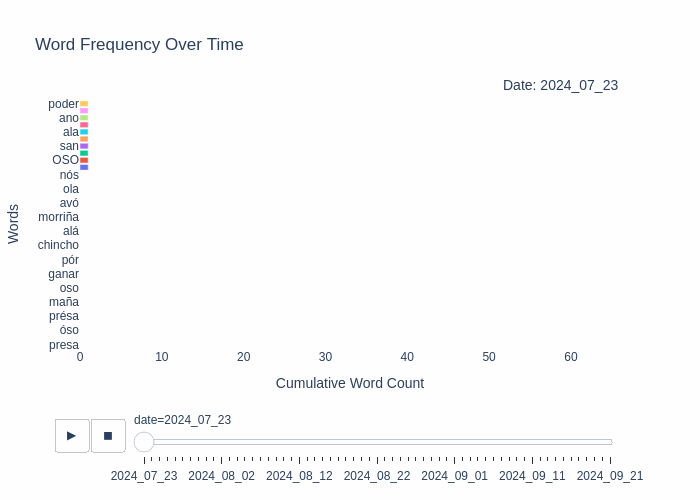 Word Frequency Over Time
Date: 2024_07_23
poder
ano
ala
san
OSO
nós
ola
avó
morriña
alá
chincho
pór
ganar
oso
maña
présa
óso
presa
Words
0 10 20 30 40 50 60
Cumulative Word Count
date=2024_07_23
2024_07_23 2024_08_02 2024_08_12 2024_08_22 2024_09_01 2024_09_11 2024_09_21